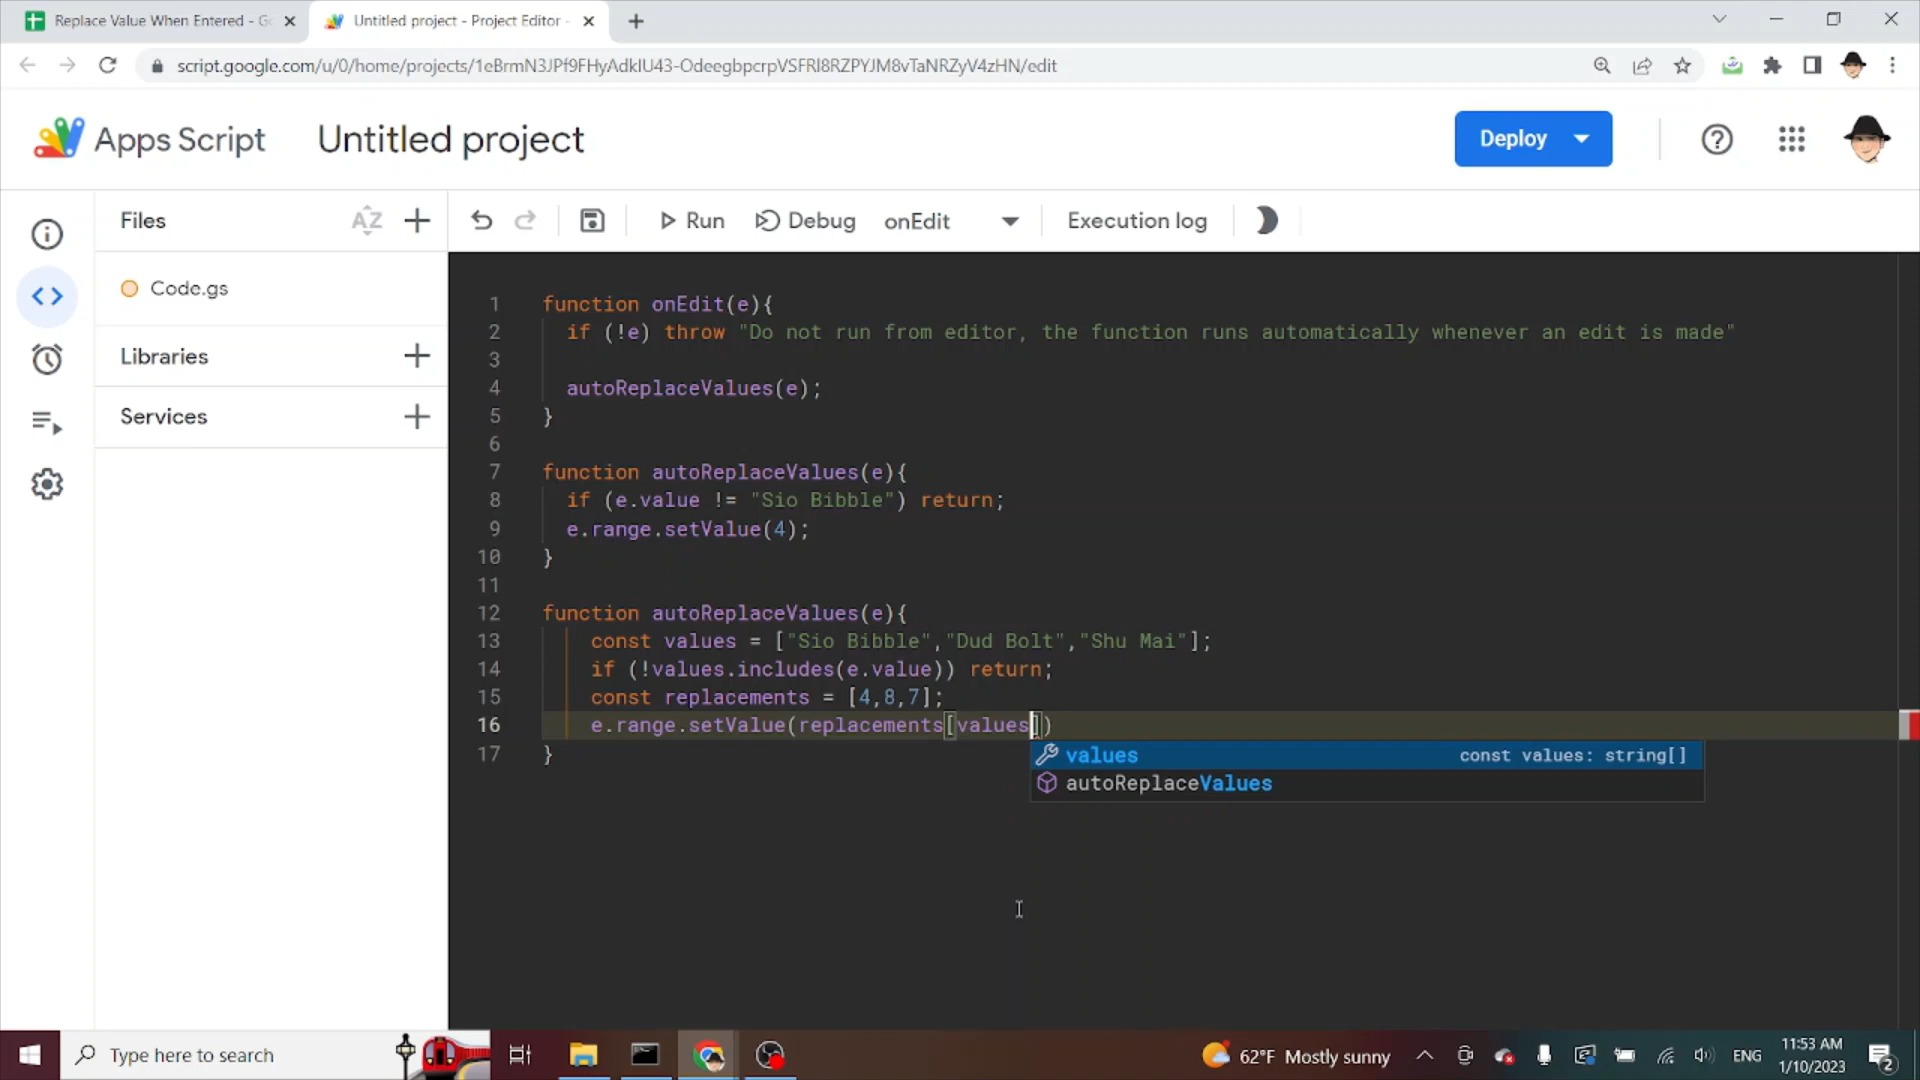 Replace Value When Entered - Go
Untitled project - Project Editor -
script.google.com/u/0/home/projects/1eBrmN3JPf9FHyAdkIU43-OdeegbpcrpVSFRl8RZPYJM8vTaNRZyV4zHN/edit
Apps Script
Untitled project
Deploy
Files
AZ
Run
Debug
onEdit
Execution log
Code.gs
Libraries
Services
1 function onEdit(e){
2 if (!e) throw "Do not run from editor, the function runs automatically whenever an edit is made"
3
4 autoReplaceValues(e);
5 }
6
7 function autoReplaceValues(e){
8 if (e.value != "Sio Bibble") return;
9 e.range.setValue(4);
10 }
11
12 function autoReplaceValues(e){
13 const values = ["Sio Bibble","Dud Bolt","Shu Mai"];
14 if (!values.includes(e.value)) return;
15 const replacements = [4,8,7];
16 e.range.setValue(replacements[values])
17 }
values const values: string[]
autoReplaceValues
Type here to search
62°F Mostly sunny
ENG
11:53 AM
1/10/2023
2